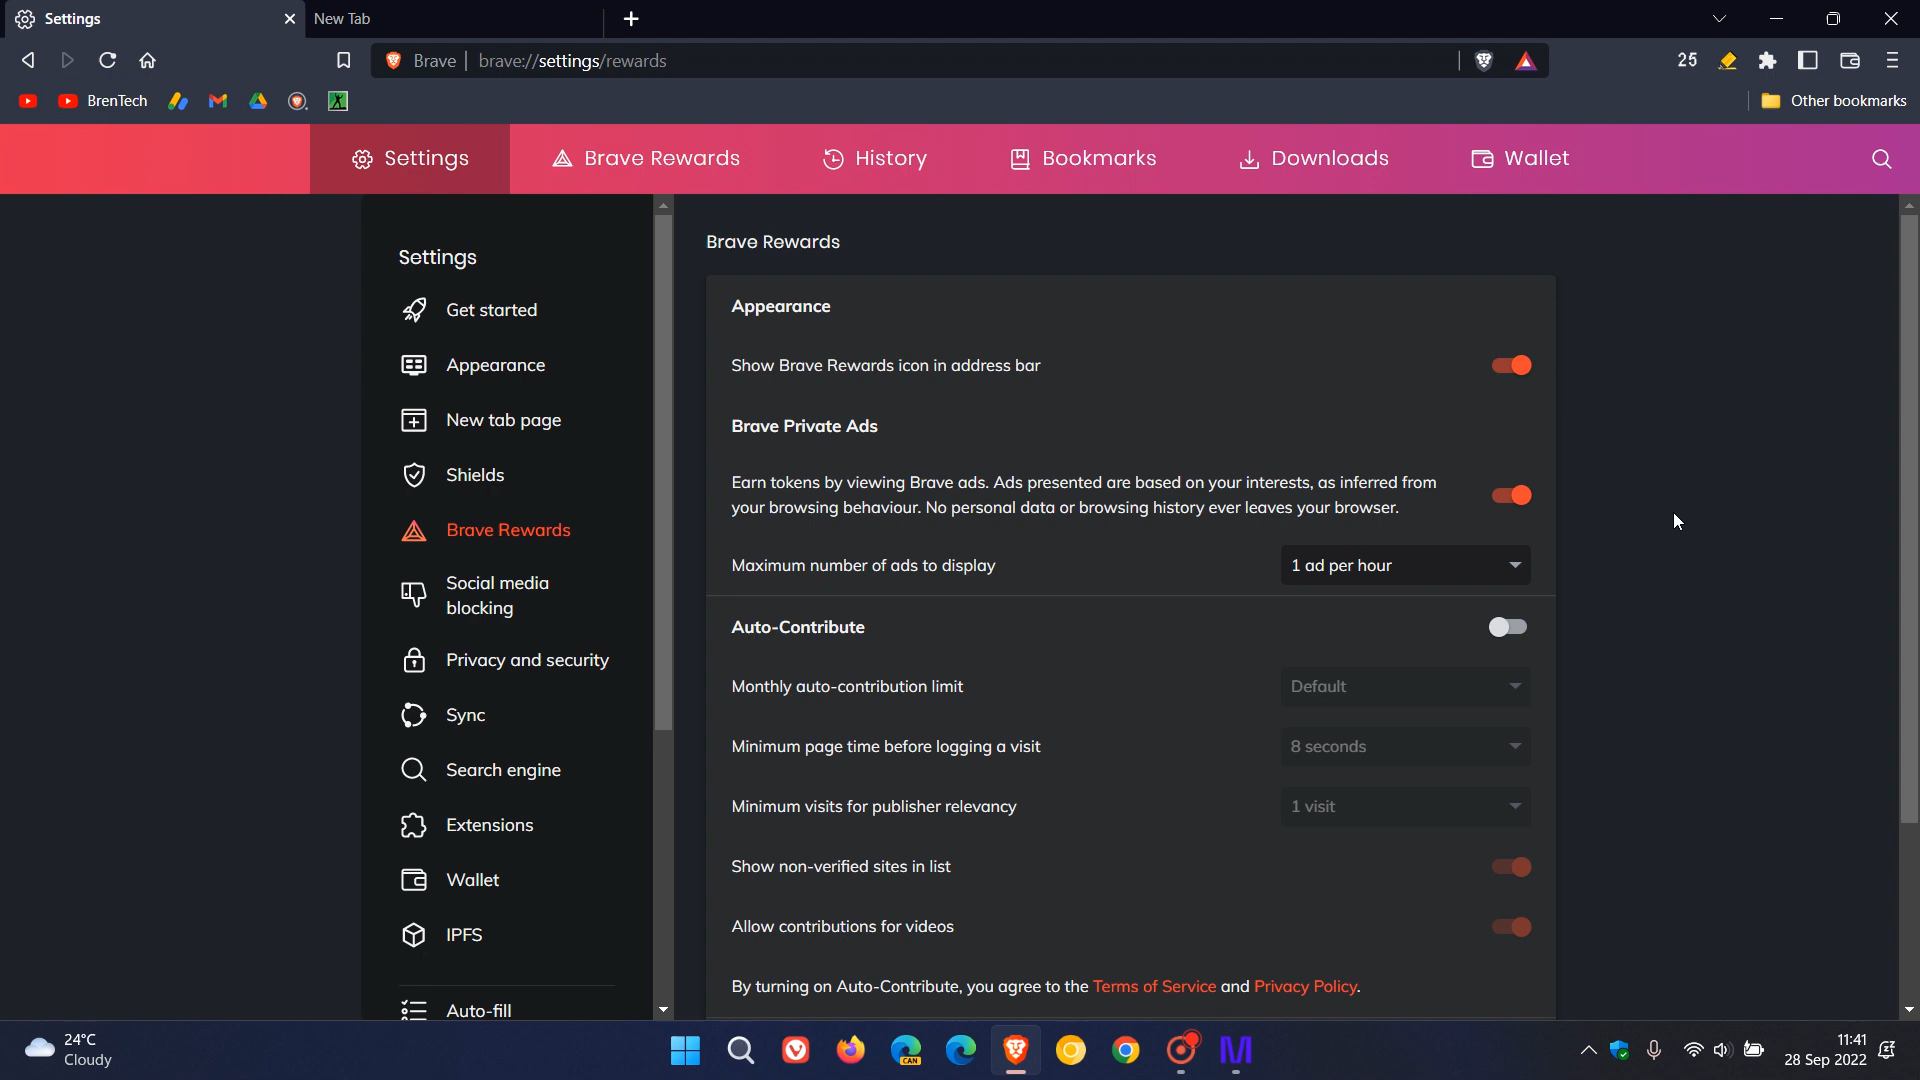 Settings
New Tab
Brave
brave://settings/rewards
25
BrenTech
Other bookmarks
Settings
Brave Rewards
History
Bookmarks
Downloads
Wallet
Settings
Get started
Appearance
New tab page
Shields
Brave Rewards
Social media
blocking
Privacy and security
Sync
Search engine
Extensions
Wallet
IPFS
Auto-fill
Brave Rewards
Appearance
Show Brave Rewards icon in address bar
Brave Private Ads
Earn tokens by viewing Brave ads. Ads presented are based on your interests, as inferred from
your browsing behaviour. No personal data or browsing history ever leaves your browser.
Maximum number of ads to display
1 ad per hour
Auto-Contribute
Monthly auto-contribution limit
Default
Minimum page time before logging a visit
8 seconds
Minimum visits for publisher relevancy
1 visit
Show non-verified sites in list
Allow contributions for videos
By turning on Auto-Contribute, you agree to the Terms of Service and Privacy Policy.
24°C
Cloudy
CAN
11:41
28 Sep 2022